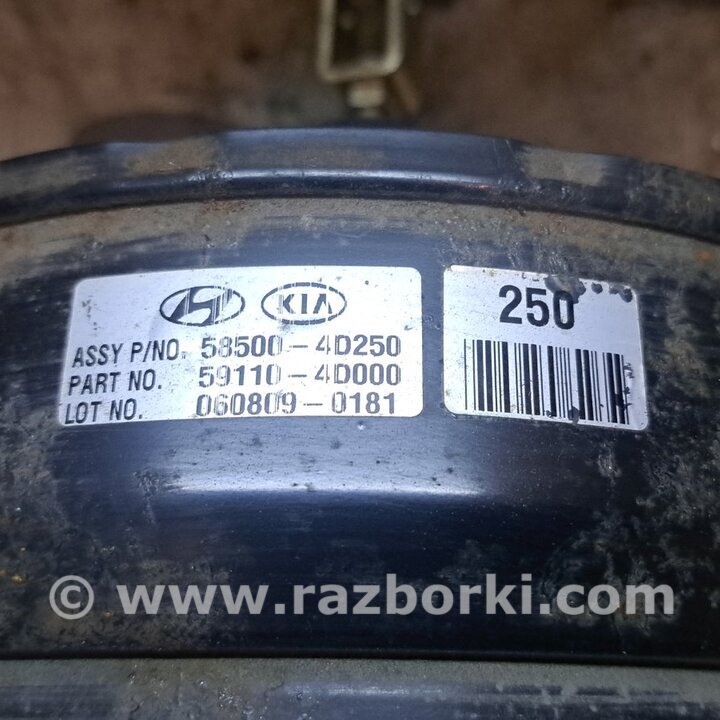 KIA
250
ASSY P/NO. 58500-4D250
PART NO. 59110-4D000
LOT NO. 060809-0181
© www.razborki.com